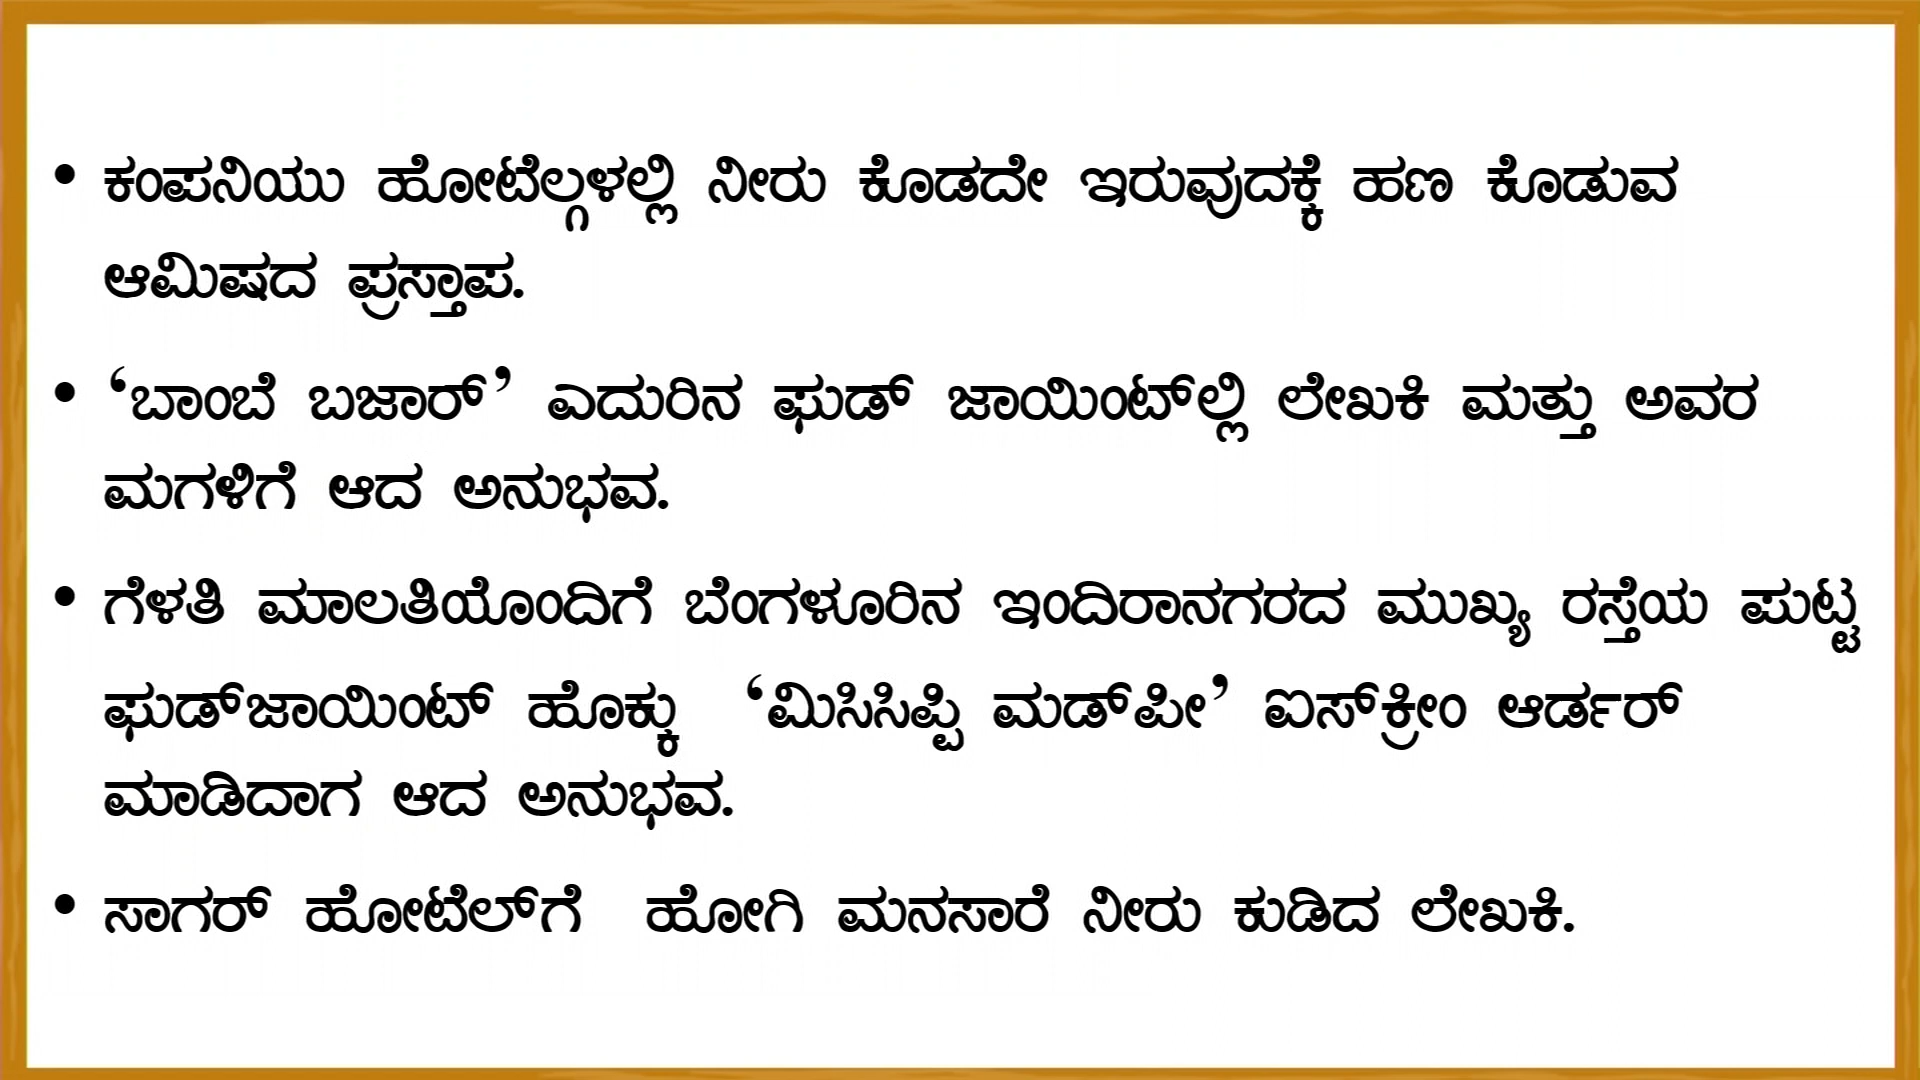 • ಕಂಪನಿಯು ಹೋಟೆಲ್ಗಳಲ್ಲಿ ನೀರು ಕೊಡದೇ ಇರುವುದಕ್ಕೆ ಹಣ ಕೊಡುವ
ಆಮಿಷದ ಪ್ರಸ್ತಾಪ.
• ‘ಬಾಂಬೆ ಬಜಾರ್’ ಎದುರಿನ ಫುಡ್ ಜಾಯಿಂಟ್‌ಲ್ಲಿ ಲೇಖಕಿ ಮತ್ತು ಅವರ
ಮಗಳಿಗೆ ಆದ ಅನುಭವ.
• ಗೆಳತಿ ಮಾಲತಿಯೊಂದಿಗೆ ಬೆಂಗಳೂರಿನ ಇಂದಿರಾನಗರದ ಮುಖ್ಯ ರಸ್ತೆಯ ಪುಟ್ಟ
ಫುಡ್‌ಜಾಯಿಂಟ್ ಹೊಕ್ಕು ‘ಮಿಸಿಸಿಪ್ಪಿ ಮಡ್‌ಪೀ’ ಐಸ್‌ಕ್ರೀಂ ಆರ್ಡರ್
ಮಾಡಿದಾಗ ಆದ ಅನುಭವ.
• ಸಾಗರ್ ಹೋಟೆಲ್‌ಗೆ ಹೋಗಿ ಮನಸಾರೆ ನೀರು ಕುಡಿದ ಲೇಖಕಿ.